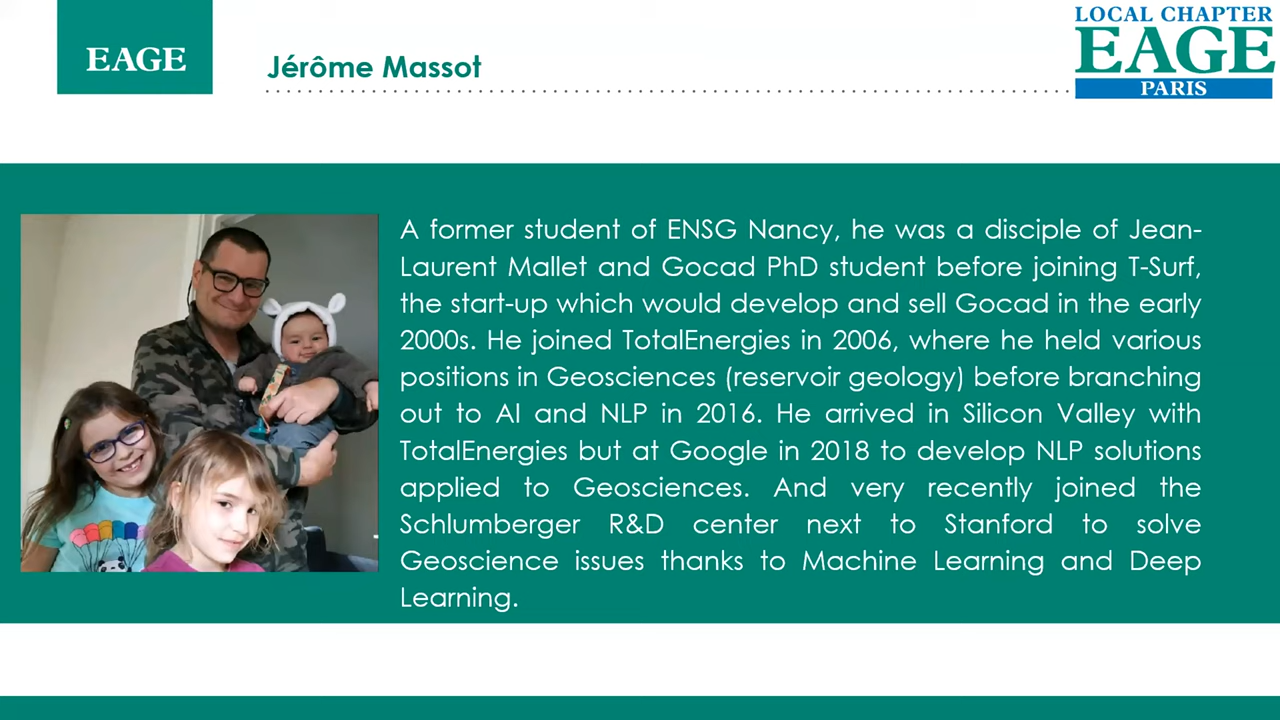 EAGE
Jérôme Massot
LOCAL CHAPTER
EAGE
PARIS
A former student of ENSG Nancy, he was a disciple of Jean-
Laurent Mallet and Gocad PhD student before joining T-Surf,
the start-up which would develop and sell Gocad in the early
2000s. He joined TotalEnergies in 2006, where he held various
positions in Geosciences (reservoir geology) before branching
out to AI and NLP in 2016. He arrived in Silicon Valley with
TotalEnergies but at Google in 2018 to develop NLP solutions
applied to Geosciences. And very recently joined the
Schlumberger R&D center next to Stanford to solve
Geoscience issues thanks to Machine Learning and Deep
Learning.